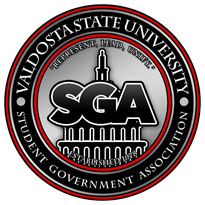 VALDOSTA STATE UNIVERSITY
"REPRESENT, LEAD, UNIFY."
SGA
STUDENT GOVERNMENT ASSOCIATION